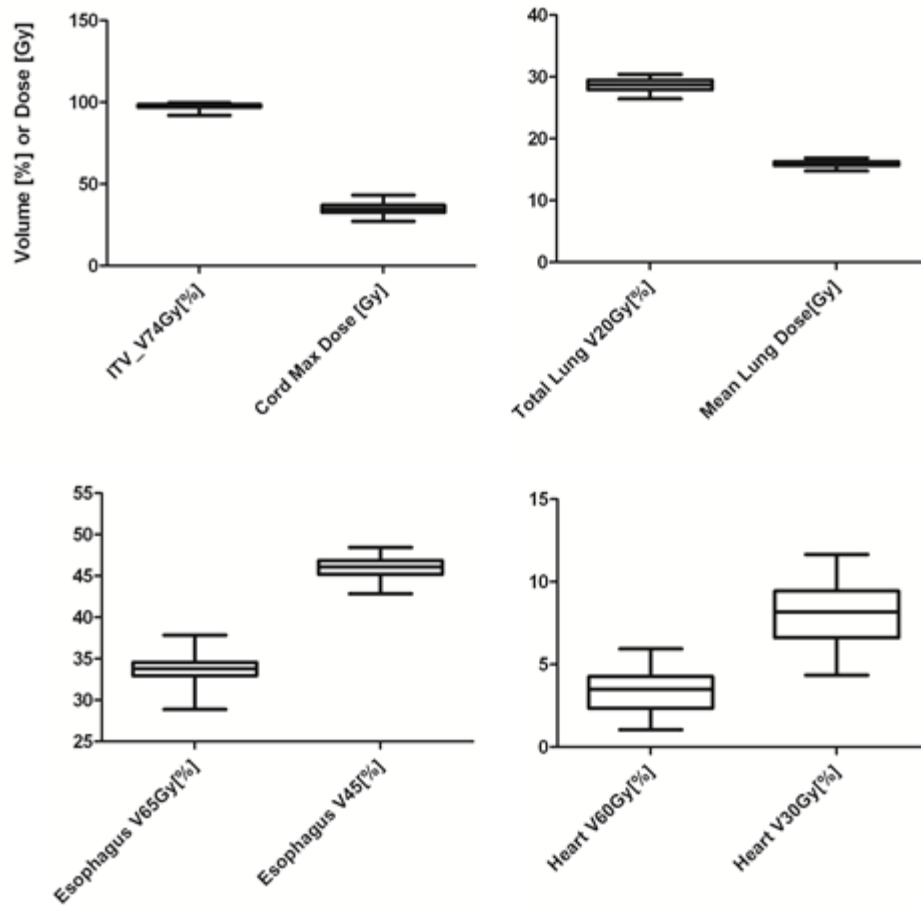 Volume [%] or Dose [Gy]
150
100
50
0
ITV_V74Gy[%]
Cord Max Dose [Gy]
40
30
20
10
0
Total Lung V20Gy[%]
Mean Lung Dose[Gy]
55
50
45
40
35
30
25
Esophagus V65Gy[%]
Esophagus V45[%]
15
10
5
0
Heart V60Gy[%]
Heart V30Gy[%]